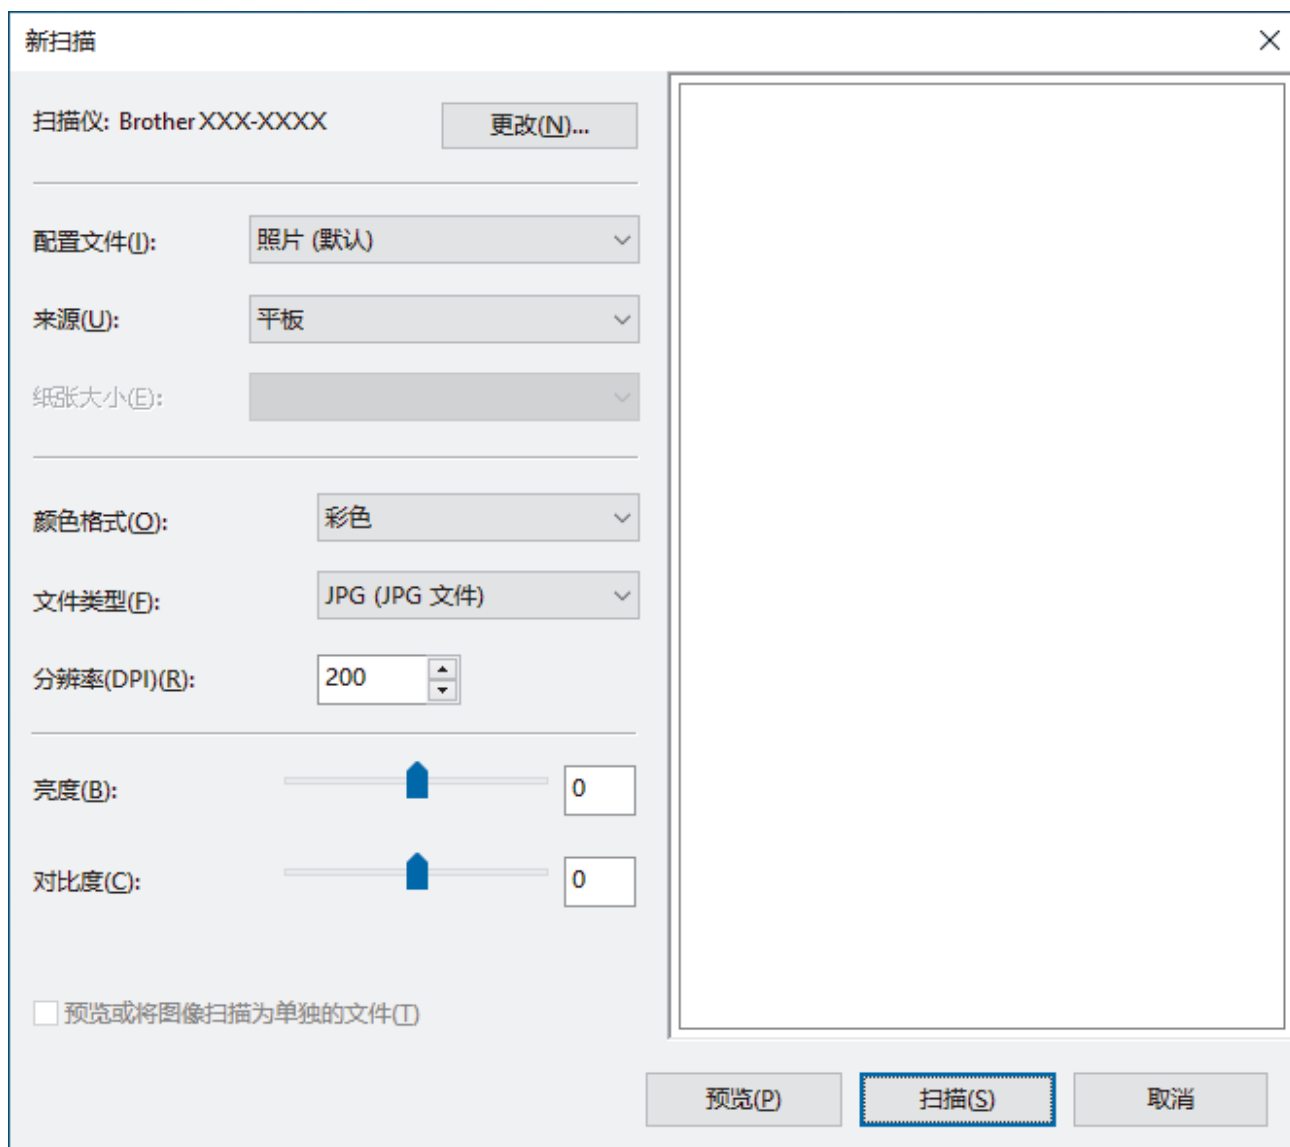 新扫描
扫描仪: Brother XXX-XXXX
更改(N)...
配置文件(I):
照片 (默认)
来源(U):
平板
纸张大小(E):
颜色格式(O):
彩色
文件类型(F):
JPG (JPG 文件)
分辨率(DPI)(R):
200
亮度(B):
0
对比度(C):
0
预览或将图像扫描为单独的文件(T)
预览(P)
扫描(S)
取消